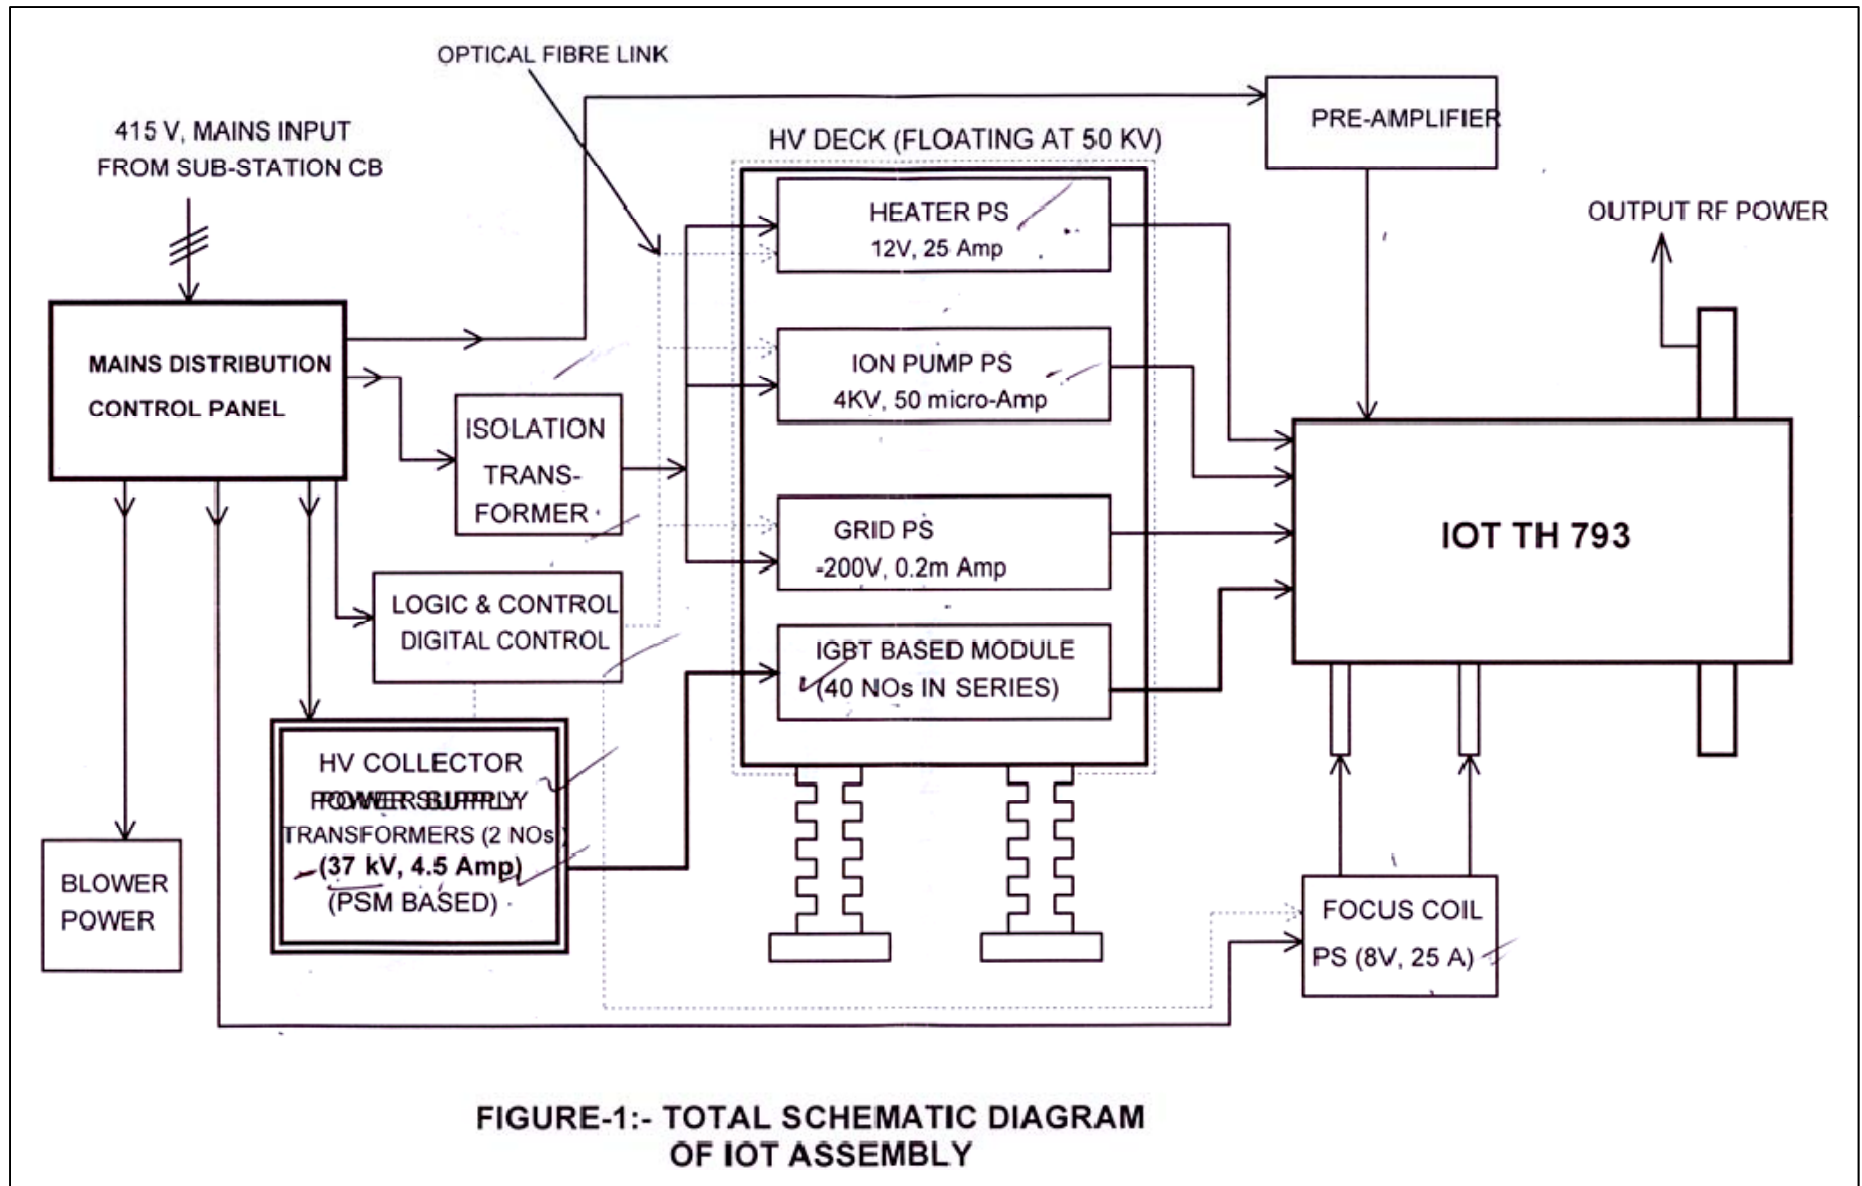 OPTICAL FIBRE LINK
415 V, MAINS INPUT
FROM SUB-STATION CB
HV DECK (FLOATING AT 50 KV)
PRE-AMPLIFIER
OUTPUT RF POWER
HEATER PS
12V, 25 Amp
MAINS DISTRIBUTION
CONTROL PANEL
ION PUMP PS
4KV, 50 micro-Amp
ISOLATION
TRANS-
FORMER
GRID PS
-200V, 0.2m Amp
IOT TH 793
LOGIC & CONTROL
DIGITAL CONTROL
IGBT BASED MODULE
(40 NOs IN SERIES)
HV COLLECTOR
POWER SUPPLY
TRANSFORMERS (2 NOs)
(37 kV, 4.5 Amp)
(PSM BASED)
BLOWER
POWER
FOCUS COIL
PS (8V, 25 A)
FIGURE-1:- TOTAL SCHEMATIC DIAGRAM
OF IOT ASSEMBLY